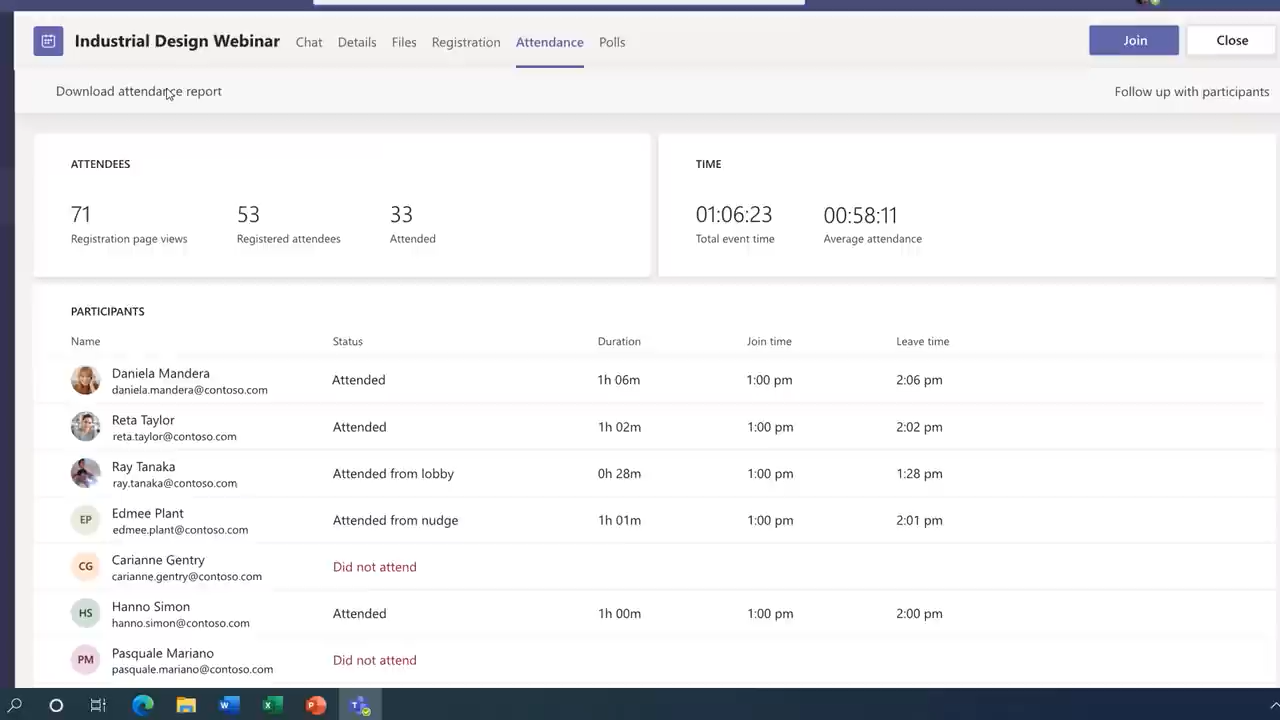 Industrial Design Webinar Chat Details Files Registration Attendance Polls Join Close
Download attendance report Follow up with participants
ATTENDEES
71 53 33
Registration page views Registered attendees Attended
TIME
01:06:23 00:58:11
Total event time Average attendance
PARTICIPANTS
Name Status Duration Join time Leave time
Daniela Mandera
daniela.mandera@contoso.com
Attended 1h 06m 1:00 pm 2:06 pm
Reta Taylor
reta.taylor@contoso.com
Attended 1h 02m 1:00 pm 2:02 pm
Ray Tanaka
ray.tanaka@contoso.com
Attended from lobby 0h 28m 1:00 pm 1:28 pm
EP
Edmee Plant
edmee.plant@contoso.com
Attended from nudge 1h 01m 1:00 pm 2:01 pm
CG
Carianne Gentry
carianne.gentry@contoso.com
Did not attend
HS
Hanno Simon
hanno.simon@contoso.com
Attended 1h 00m 1:00 pm 2:00 pm
PM
Pasquale Mariano
pasquale.mariano@contoso.com
Did not attend